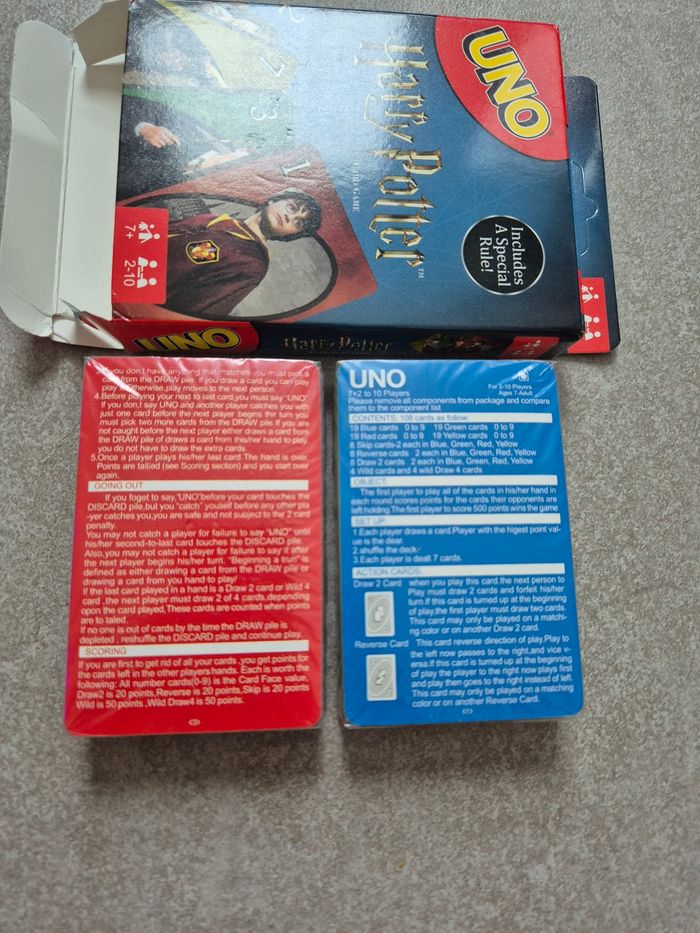 UNO
Harry Potter™
CARD GAME
Includes
A Special
Rule!
7
3
1
7+
2-10
UNO
Harry Potter
If you don,t have anything that matches you must pick a
card from the DRAW pile. If you draw a card you can play
play it.otherwise,play moves to the next person.
4.Before playing your next to last card,you must say "UNO"
If you don,t say UNO and another player catches you with
just one card before the next player begins thir turn you
must pick two more cards from the DRAW pile.If you are
not caught before the next player either draws a card from
the DRAW pile of draws a card from his/her hand to play
you do not have to draw the extra cards.
5.Once a player plays his/her last card.The hand is over.
Points are tallied (see Scoring section) and you start over
again.
GOING OUT
If you foget to say,"UNO"before your card touches the
DISCARD pile,but you "catch" youself before any other pla
-yer catches you,you are safe and not subject to the 2 card
penalty.
You may not catch a player for failure to say "UNO" until
his/her second-to-last card touches the DISCARD pile.
Also,you may not catch a player for failure to say it after
the next player begins his/her turn. "Beginning a trun" is
defined as either drawing a card from the DRAW pile or
drawing a card from you hand to play/
If the last card played in a hand is a Draw 2 card or Wild 4
card , the next player must draw 2 of 4 cards,depending
opon the card played,These cards are counted when points
are to taled.
If no one is out of cards by the time the DRAW pile is
depleted , reshuffle the DISCARD pile and continue play.
SCORING
If you are first to get rid of all your cards ,you get points for
the cards left in the other players hands. Each is worth the
following: All number cards(0-9) is the Card Face value,
Draw2 is 20 points,Reverse is 20 points,Skip is 20 points
Wild is 50 points ,Wild Draw4 is 50 points.
UNO
For 2-10 Players
Ages 7-Adult
7+2 to 10 Players
Please remove all components from package and compare
them to the component list
CONTENTS: 108 cards as follow:
19 Blue cards 0 to 9 19 Green cards 0 to 9
19 Red cards 0 to 9 19 Yellow cards 0 to 9
8 Skip cards-2 each in Blue, Green, Red, Yellow
8 Reverse cards 2 each in Blue, Green, Red, Yellow
8 Draw 2 cards 2 each in Blue, Green, Red, Yellow
4 Wild cards and 4 wild Draw 4 cards
OBJECT:
The first player to play all of the cards in his/her hand in
each round scores points for the cards their opponents are
left holding.The first player to score 500 points wins the game
SET UP:
1.Each player draws a card.Player with the higest point val-
ue is the dear.
2.shuffle the deck
3.Each player is dealt 7 cards.
ACTION CARDS:
Draw 2 Card when you play this card.the next person to
Play must draw 2 cards and forfeit his/her
turn.If this card is turned up at the beginning
of play,the first player must draw two cards.
This card may only be played on a match-
ing color or on another Draw 2 card.
Reverse Card This card reverse direction of play.Play to
the left now passes to the right,and vice v-
ersa.If this card is turned up at the beginning
of play the player to the right now plays first
and play then goes to the right instead of left.
This card may only be played on a matching
color or on another Reverse Card.